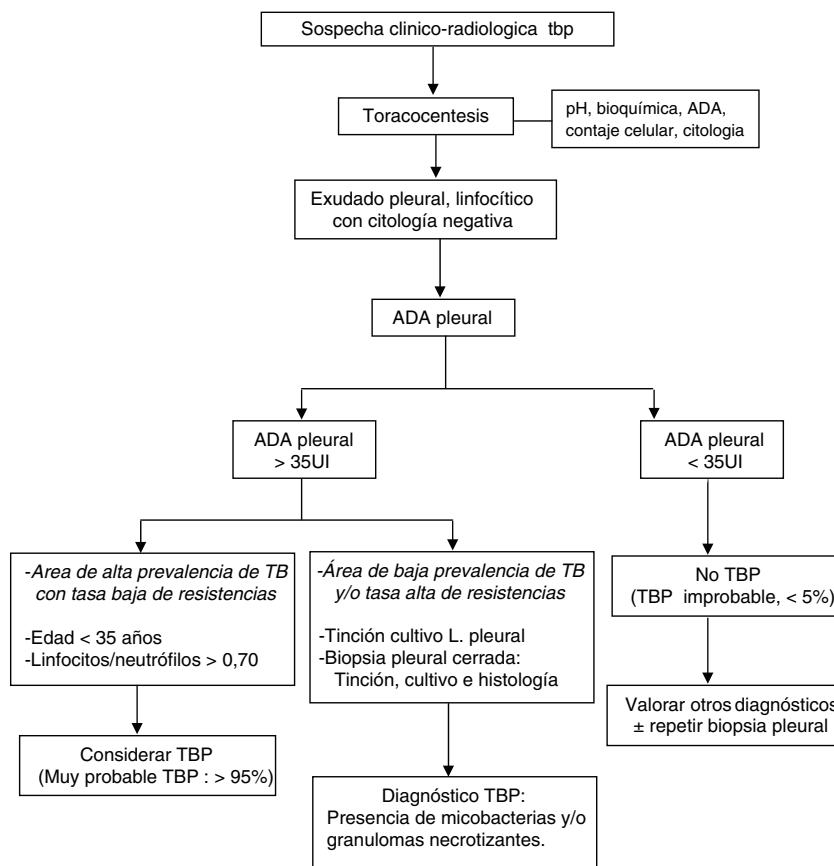 Sospecha clinico-radiologica tbp
Toracocentesis
pH, bioquímica, ADA,
contaje celular, citologia
Exudado pleural, linfocítico
con citología negativa
ADA pleural
ADA pleural
> 35UI
ADA pleural
< 35UI
-Area de alta prevalencia de TB
con tasa baja de resistencias
-Edad < 35 años
-Linfocitos/neutrófilos > 0,70
-Área de baja prevalencia de TB
y/o tasa alta de resistencias
-Tinción cultivo L. pleural
-Biopsia pleural cerrada:
Tinción, cultivo e histología
No TBP
(TBP improbable, < 5%)
Considerar TBP
(Muy probable TBP : > 95%)
Valorar otros diagnósticos
± repetir biopsia pleural
Diagnóstico TBP:
Presencia de micobacterias y/o
granulomas necrotizantes.